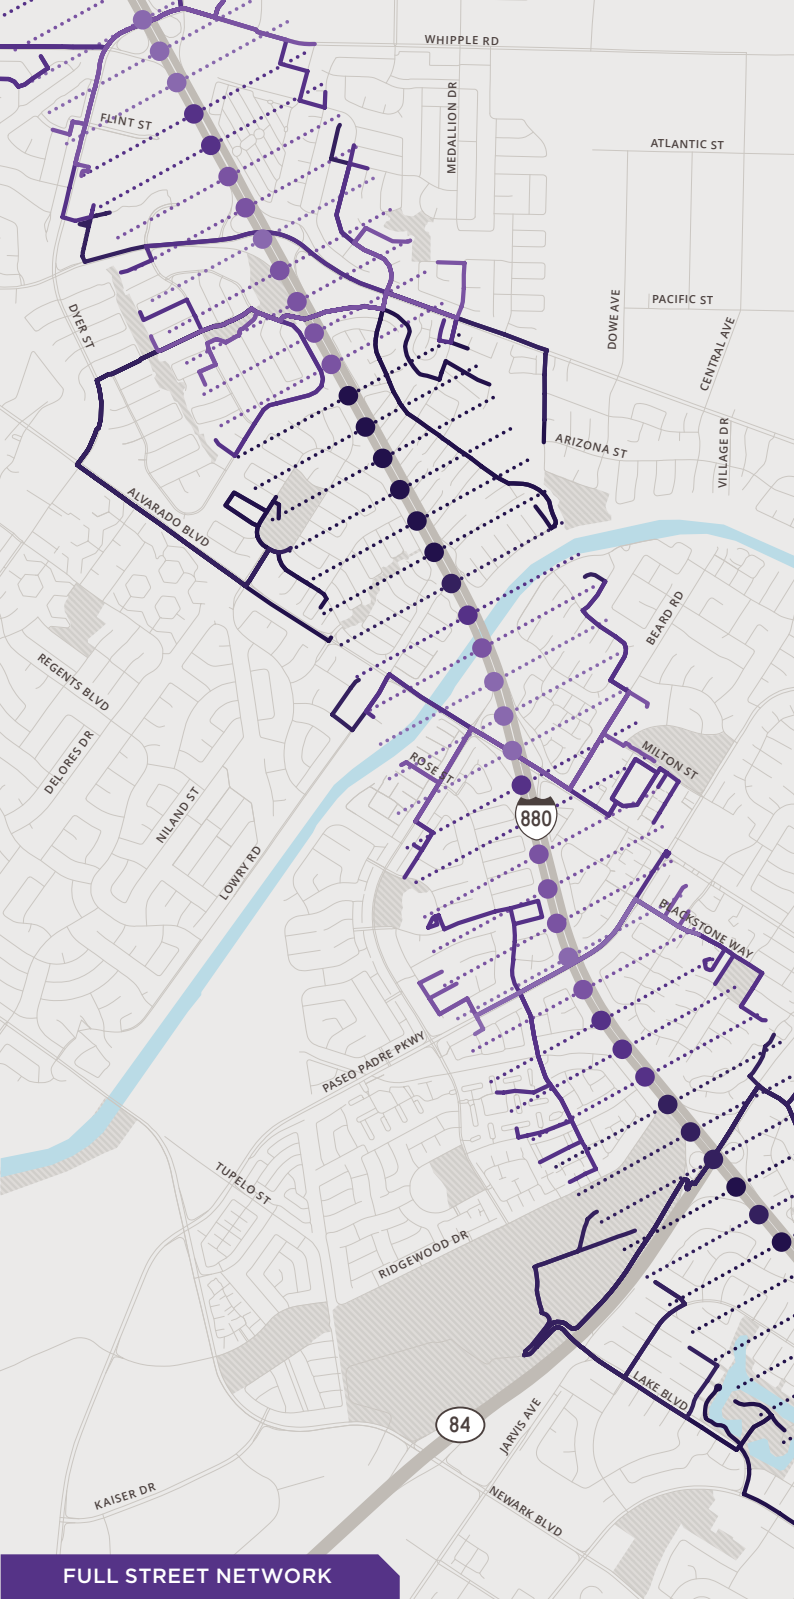 WHIPPLE RD
MEDALLION DR
FLINT ST
ATLANTIC ST
DYER ST
DOWE AVE
PACIFIC ST
CENTRAL AVE
ARIZONA ST
VILLAGE DR
ALVARADO BLVD
BEARD RD
REGENTS BLVD
DELORES DR
NILAND ST
LOWRY RD
ROSE ST
MILTON ST
880
BLACKSTONE WAY
PASEO PADRE PKWY
TUPELO ST
RIDGEWOOD DR
LAKE BLVD
84
JARVIS AVE
KAISER DR
NEWARK BLVD
FULL STREET NETWORK